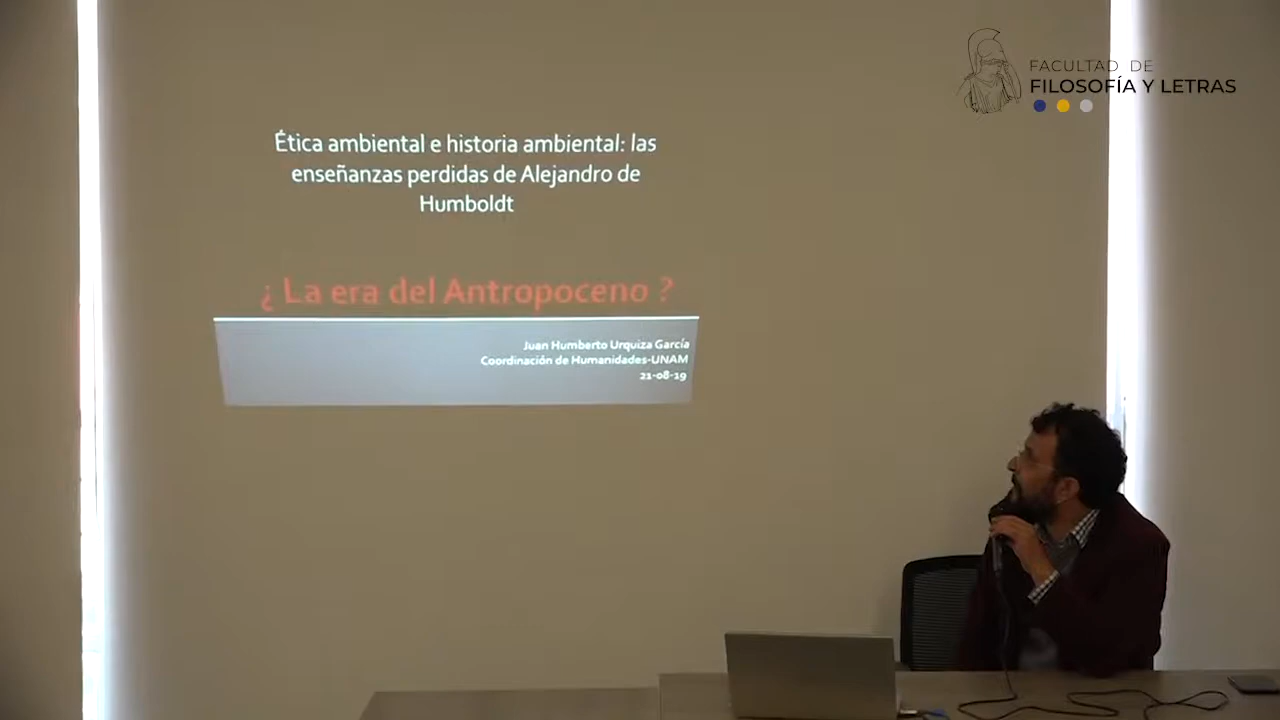 FACULTAD DE
FILOSOFÍA Y LETRAS
Ética ambiental e historia ambiental: las
enseñanzas perdidas de Alejandro de
Humboldt
¿ La era del Antropoceno ?
Juan Humberto Urquiza García
Coordinación de Humanidades-UNAM
21-08-19